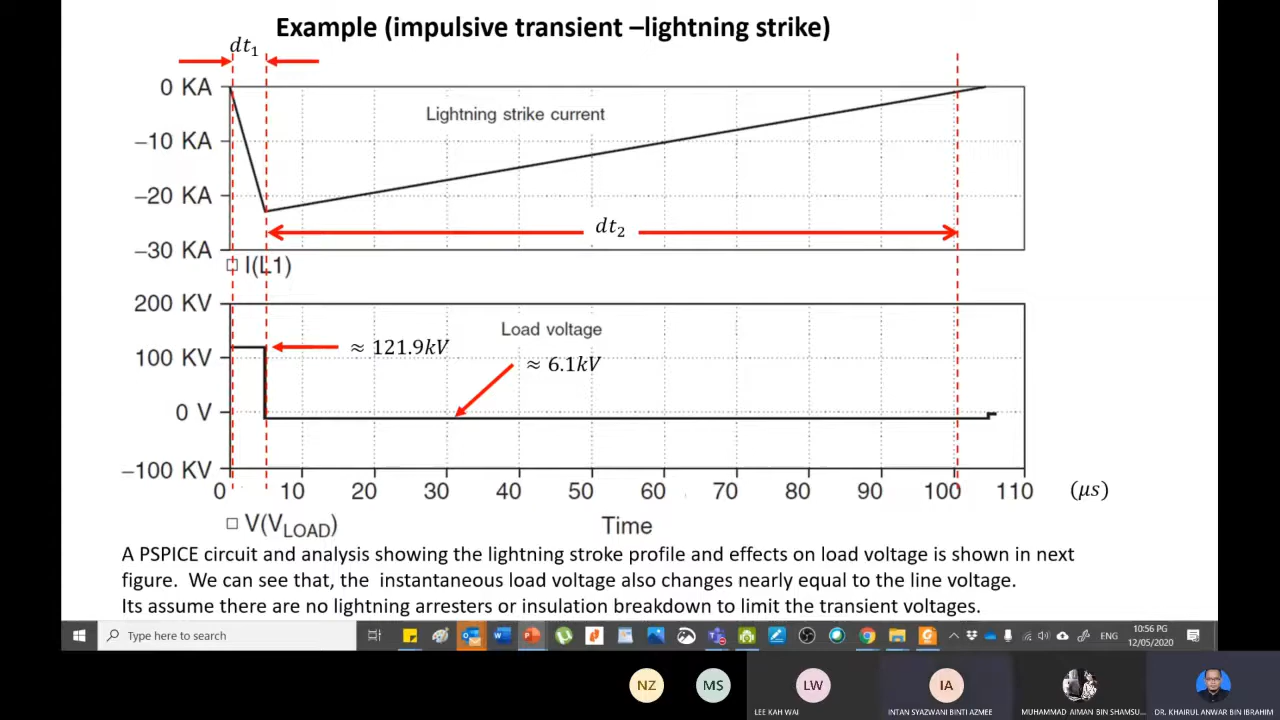 Example (impulsive transient –lightning strike)
dt₁
0 KA
Lightning strike current
–10 KA
–20 KA
dt₂
–30 KA
I(L1)
200 KV
Load voltage
≈ 121.9kV
100 KV
≈ 6.1kV
0 V
–100 KV
0 10 20 30 40 50 60 70 80 90 100 110 (μs)
V(VLOAD) Time
A PSPICE circuit and analysis showing the lightning stroke profile and effects on load voltage is shown in next
figure. We can see that, the instantaneous load voltage also changes nearly equal to the line voltage.
Its assume there are no lightning arresters or insulation breakdown to limit the transient voltages.
Type here to search
ENG
10:56 PG
12/05/2020
NZ MS LW IA
LEE KAH WAI
INTAN SYAZWANI BINTI AZMEE
MUHAMMAD AIMAN BIN SHAMSU...
DR. KHAIRUL ANWAR BIN IBRAHIM